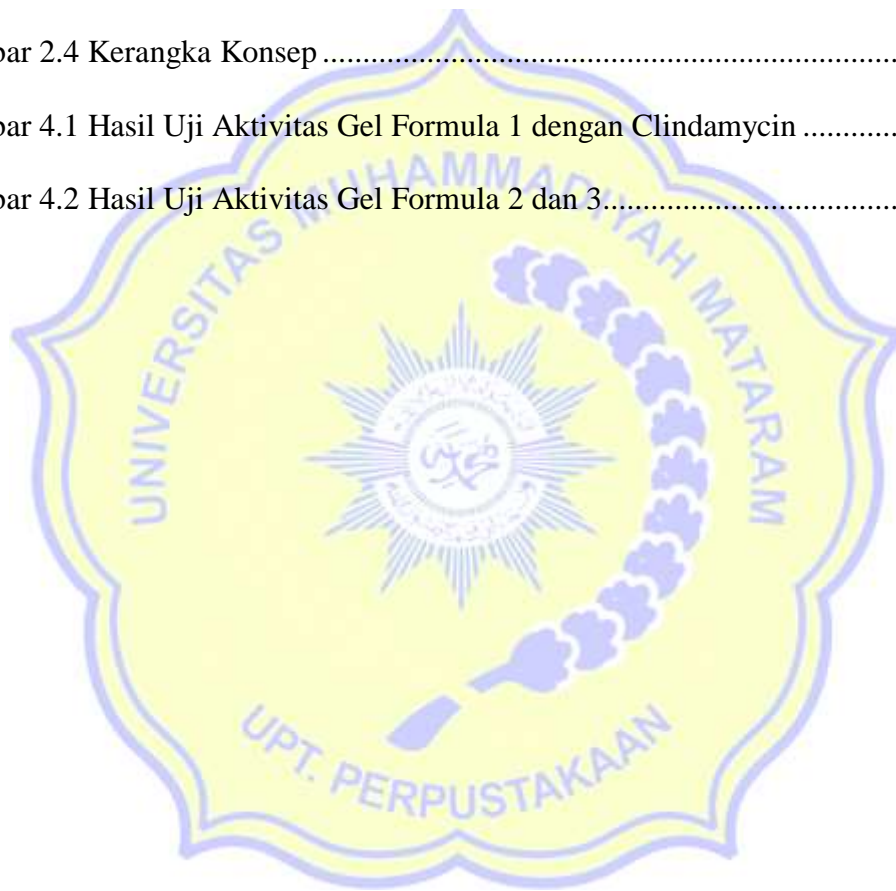 bar 2.4 Kerangka Konsep ........................................................................
bar 4.1 Hasil Uji Aktivitas Gel Formula 1 dengan Clindamycin ............
bar 4.2 Hasil Uji Aktivitas Gel Formula 2 dan 3.....................................
UNIVERSITAS MUHAMMADIYAH MATARAM
UPT. PERPUSTAKAAN